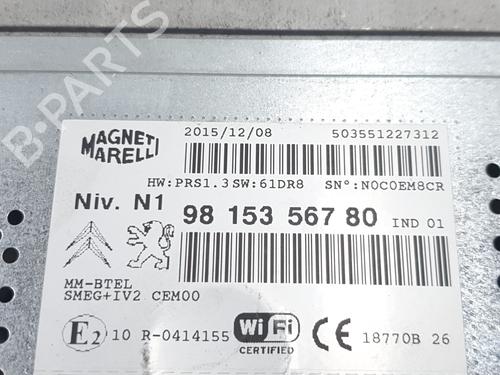 B-PARTS
MAGNETI
MARELLI
2015/12/08 503551227312
HW:PRS1.3 SW:61DR8 SN°:N0C0EM8CR
Niv. N1 98 153 567 80 IND 01
MM-BTEL
SMEG+IV2 CEM00
E2 10 R-0414155 WiFi CE 18770B 26
CERTIFIED